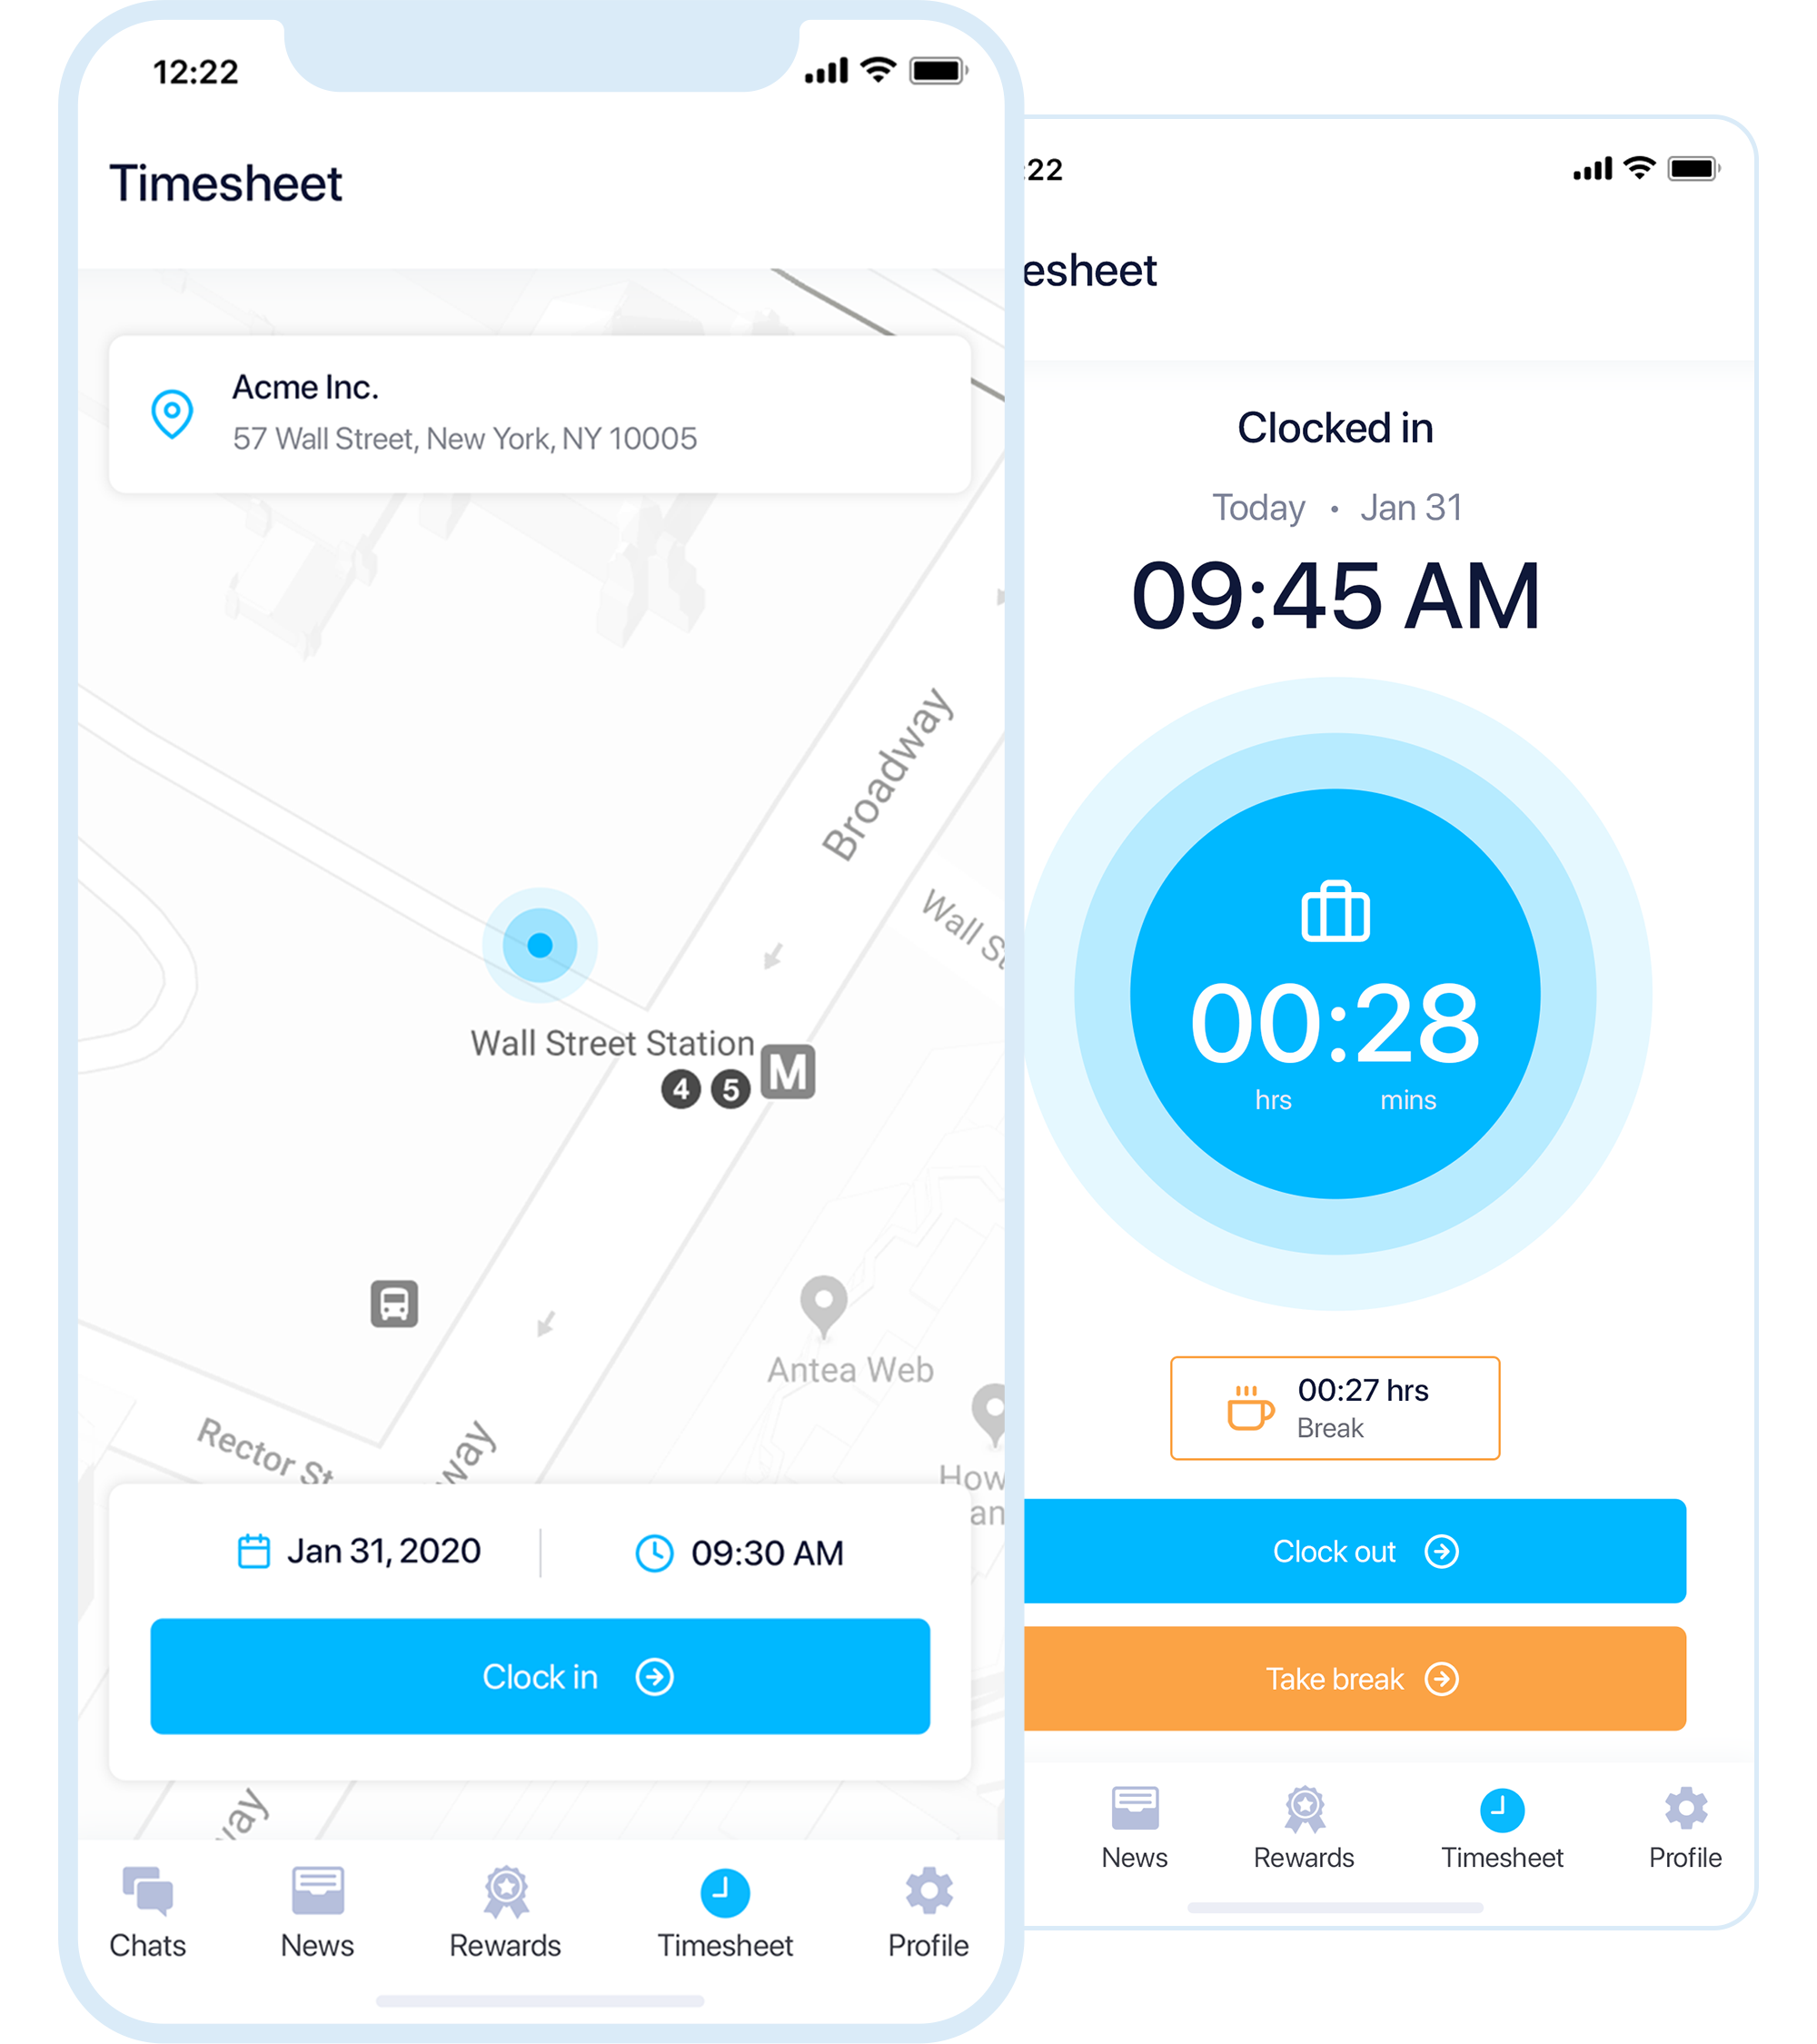 12:22
Timesheet
Acme Inc.
57 Wall Street, New York, NY 10005
Broadway
Wall St
Wall Street Station
4 5 M
Antea Web
Rector St
way
How
an
Jan 31, 2020
09:30 AM
Clock in
way
Chats
News
Rewards
Timesheet
Profile
:22
esheet
Clocked in
Today • Jan 31
09:45 AM
00:28
hrs mins
00:27 hrs
Break
Clock out
Take break
News
Rewards
Timesheet
Profile